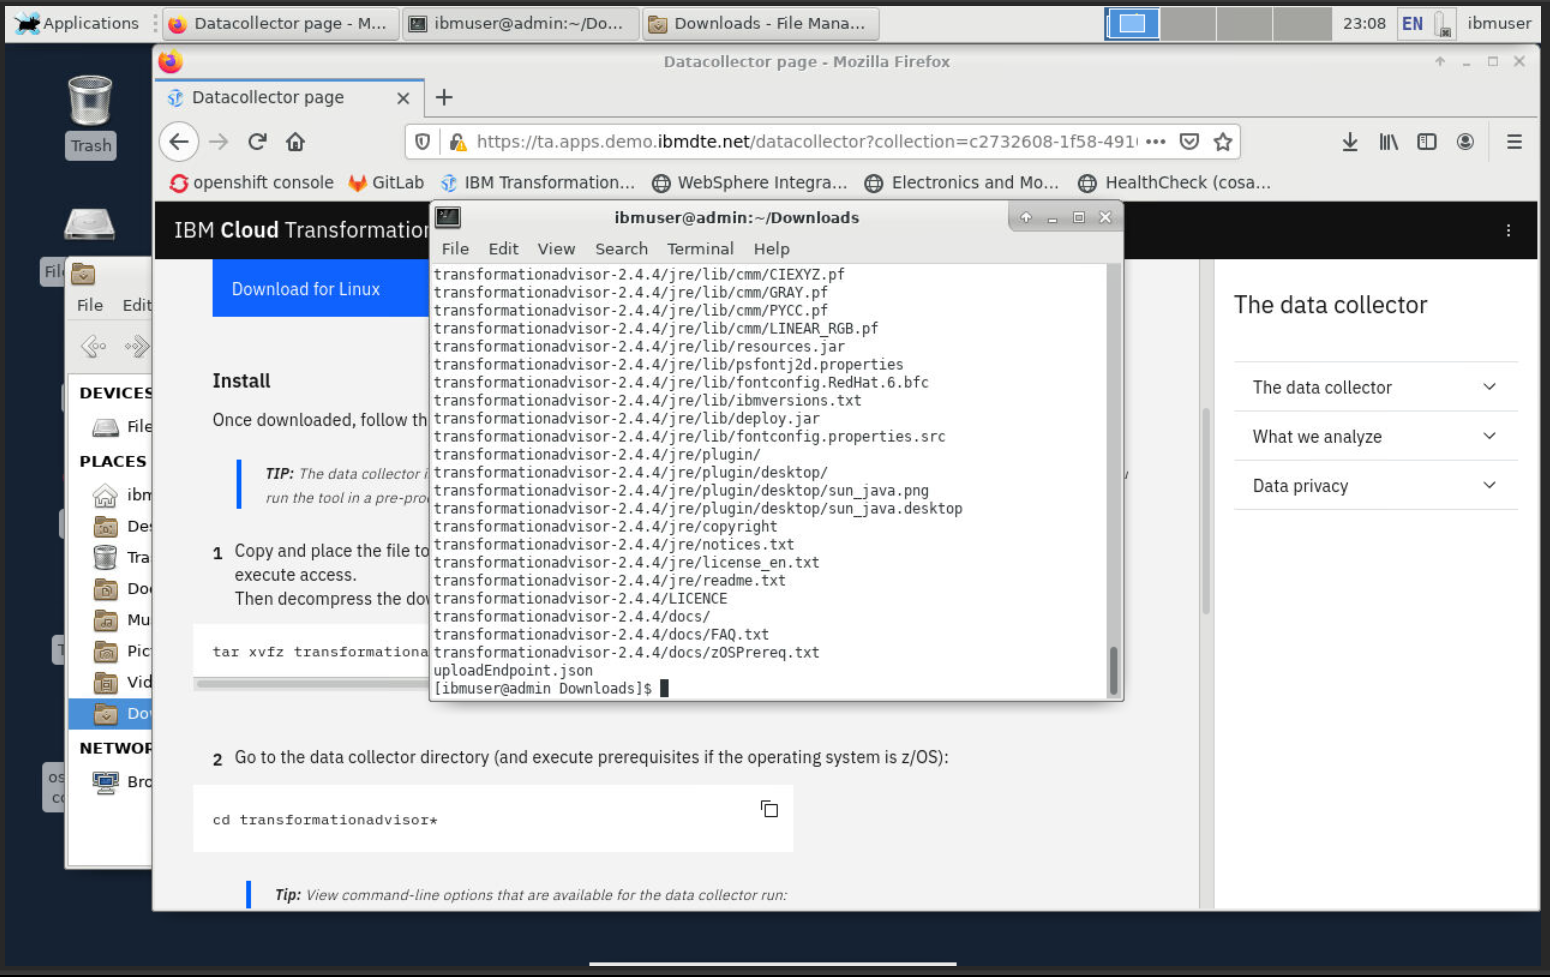 Applications
Datacollector page - M...
ibmuser@admin:~/Do...
Downloads - File Mana...
23:08
EN
ibmuser
Trash
Datacollector page - Mozilla Firefox
Datacollector page
https://ta.apps.demo.ibmdte.net/datacollector?collection=c2732608-1f58-491
openshift console
GitLab
IBM Transformation...
WebSphere Integra...
Electronics and Mo...
HealthCheck (cosa...
IBM Cloud Transformation
Download for Linux
Install
Once downloaded, follow th
TIP: The data collector i
run the tool in a pre-pro
1 Copy and place the file to
execute access.
Then decompress the do
tar xvfz transformationa
2 Go to the data collector directory (and execute prerequisites if the operating system is z/OS):
cd transformationadvisor*
Tip: View command-line options that are available for the data collector run:
ibmuser@admin:~/Downloads
File Edit View Search Terminal Help
transformationadvisor-2.4.4/jre/lib/cmm/CIEXYZ.pf
transformationadvisor-2.4.4/jre/lib/cmm/GRAY.pf
transformationadvisor-2.4.4/jre/lib/cmm/PYCC.pf
transformationadvisor-2.4.4/jre/lib/cmm/LINEAR_RGB.pf
transformationadvisor-2.4.4/jre/lib/resources.jar
transformationadvisor-2.4.4/jre/lib/psfontj2d.properties
transformationadvisor-2.4.4/jre/lib/fontconfig.RedHat.6.bfc
transformationadvisor-2.4.4/jre/lib/ibmversions.txt
transformationadvisor-2.4.4/jre/lib/deploy.jar
transformationadvisor-2.4.4/jre/lib/fontconfig.properties.src
transformationadvisor-2.4.4/jre/plugin/
transformationadvisor-2.4.4/jre/plugin/desktop/
transformationadvisor-2.4.4/jre/plugin/desktop/sun_java.png
transformationadvisor-2.4.4/jre/plugin/desktop/sun_java.desktop
transformationadvisor-2.4.4/jre/copyright
transformationadvisor-2.4.4/jre/notices.txt
transformationadvisor-2.4.4/jre/license_en.txt
transformationadvisor-2.4.4/jre/readme.txt
transformationadvisor-2.4.4/LICENCE
transformationadvisor-2.4.4/docs/
transformationadvisor-2.4.4/docs/FAQ.txt
transformationadvisor-2.4.4/docs/zOSPrereq.txt
uploadEndpoint.json
[ibmuser@admin Downloads]$
The data collector
The data collector
What we analyze
Data privacy
File
File Edit
DEVICES
File
PLACES
ibm
Des
Tra
Doc
Mu
Pic
Vid
Do
NETWOR
Bro
os